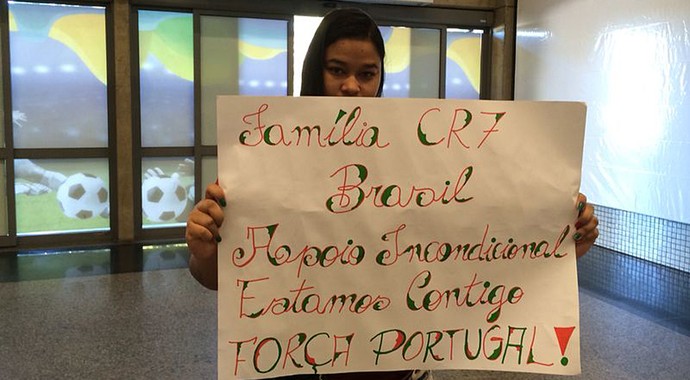 Família CR7
Brasil
Apoio Incondicional
Estamos Contigo
FORÇA PORTUGAL!